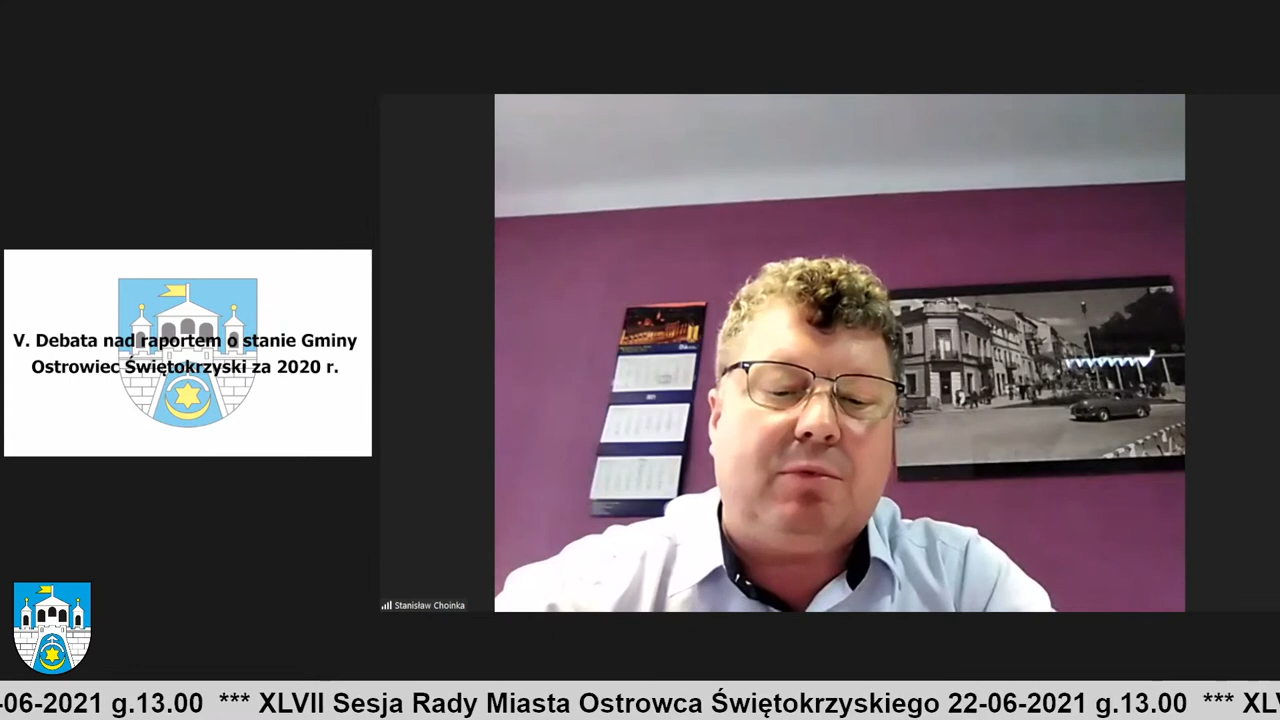 V. Debata nad raportem o stanie Gminy
Ostrowiec Świętokrzyski za 2020 r.
Stanisław Choinka
-06-2021 g.13.00 *** XLVII Sesja Rady Miasta Ostrowca Świętokrzyskiego 22-06-2021 g.13.00 *** XL